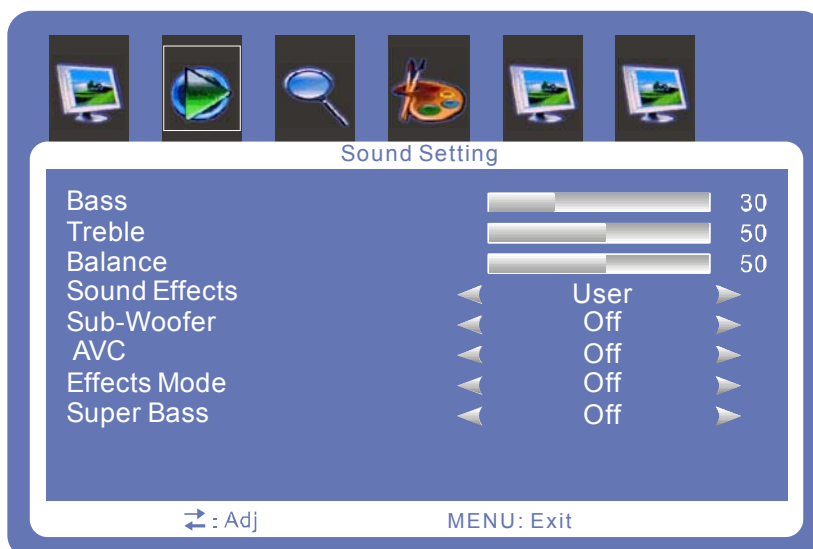 Sound Setting
Bass 30
Treble 50
Balance 50
Sound Effects User
Sub-Woofer Off
AVC Off
Effects Mode Off
Super Bass Off
⇄ : Adj MENU: Exit